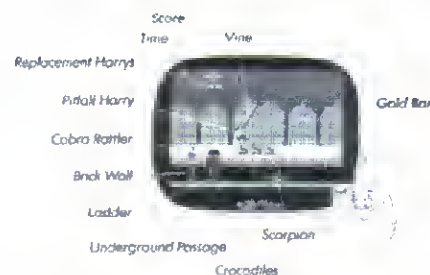 Score
Time Vine
Replacement Harrys
Pitfall Harry
Gold Bar
Cobra Rattler
Brick Wall
Ladder
Scorpion
Underground Passage
Crocodiles